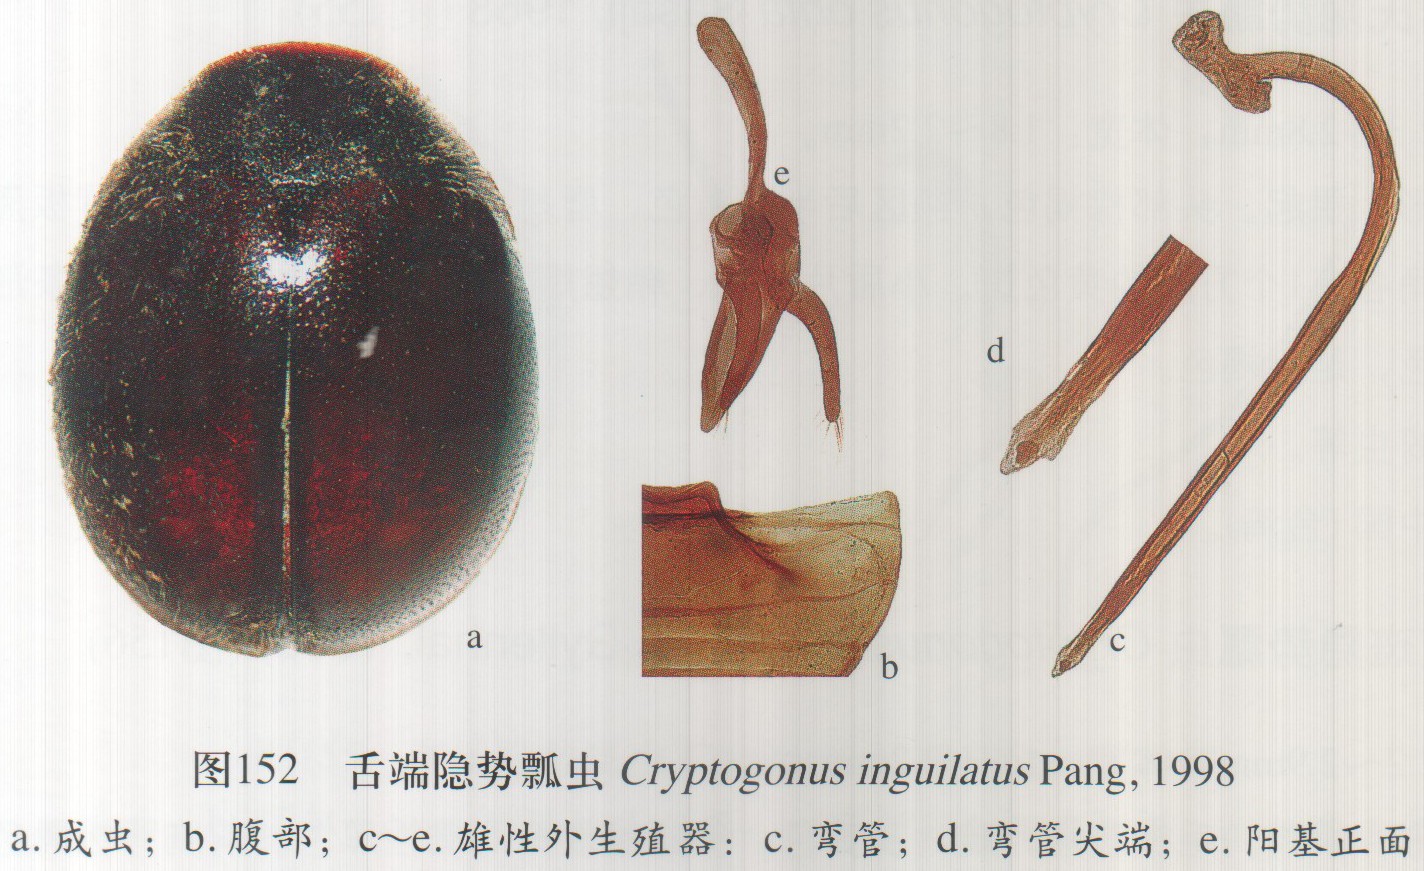 e
d
a
b
c
图152 舌端隐势瓢虫 Cryptogonus inguilatus Pang, 1998
a. 成虫; b. 腹部; c～e. 雄性外生殖器: c. 弯管; d. 弯管尖端; e. 阳基正面